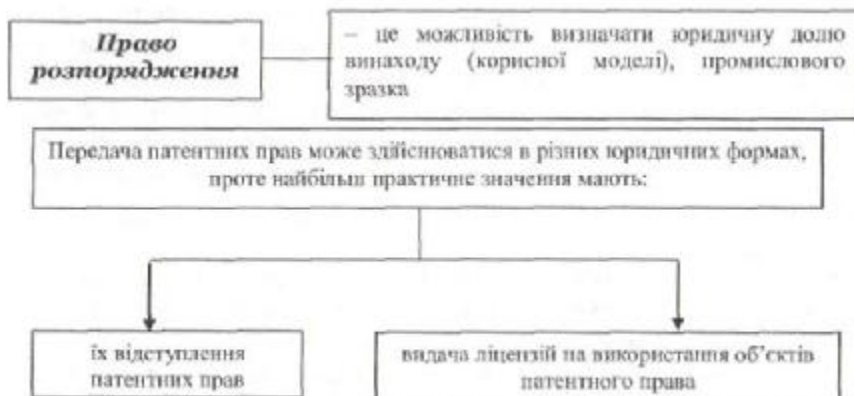 Право
розпорядження
– це можливість визначати юридичну долю
винаходу (корисної моделі), промислового
зразка
Передача патентних прав може здійснюватися в різних юридичних формах,
проте найбільш практичне значення мають:
їх відступлення
патентних прав
видача ліцензій на використання об’єктів
патентного права